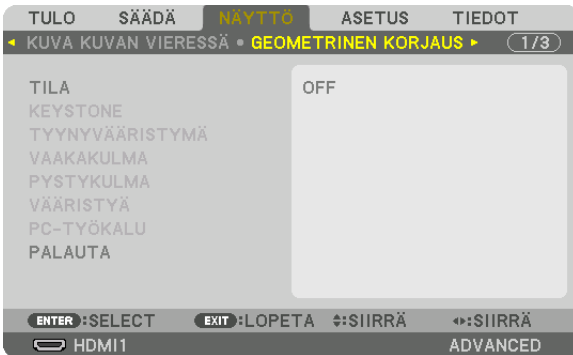 TULO SÄÄDÄ NÄYTTÖ ASETUS TIEDOT
KUVA KUVAN VIERESSÄ • GEOMETRINEN KORJAUS 1/3
TILA OFF
KEYSTONE
TYYNYVÄÄRISTYMÄ
VAAKAKULMA
PYSTYKULMA
VÄÄRISTYÄ
PC-TYÖKALU
PALAUTA
ENTER :SELECT EXIT :LOPETA :SIIRRÄ :SIIRRÄ
HDMI1 ADVANCED